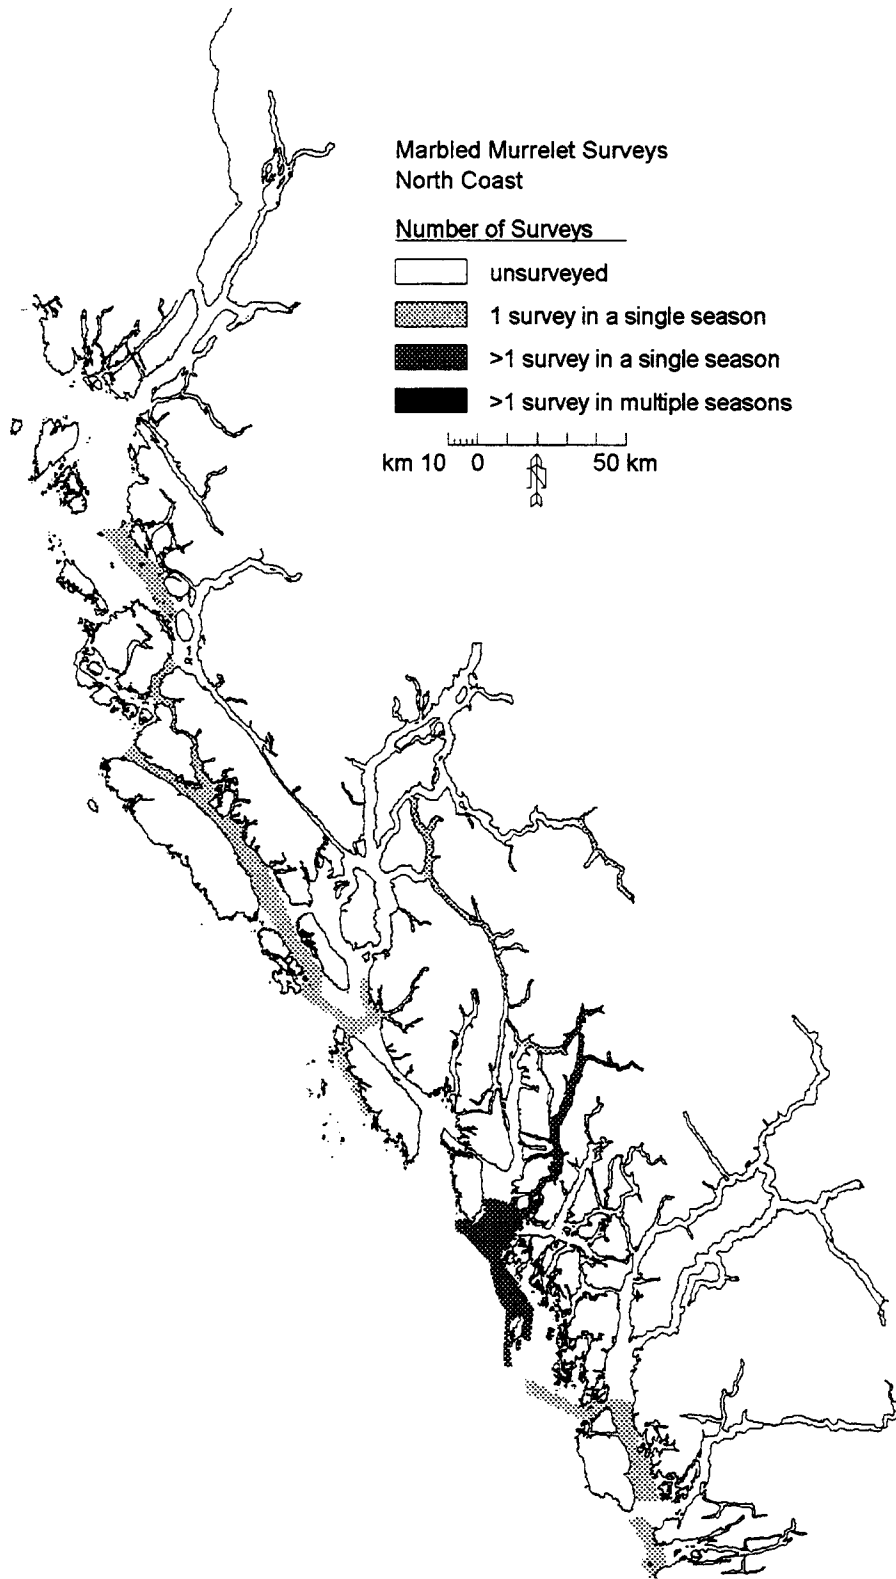 Marbled Murrelet Surveys
North Coast
Number of Surveys
unsurveyed
1 survey in a single season
>1 survey in a single season
>1 survey in multiple seasons
km 10 0 50 km
N